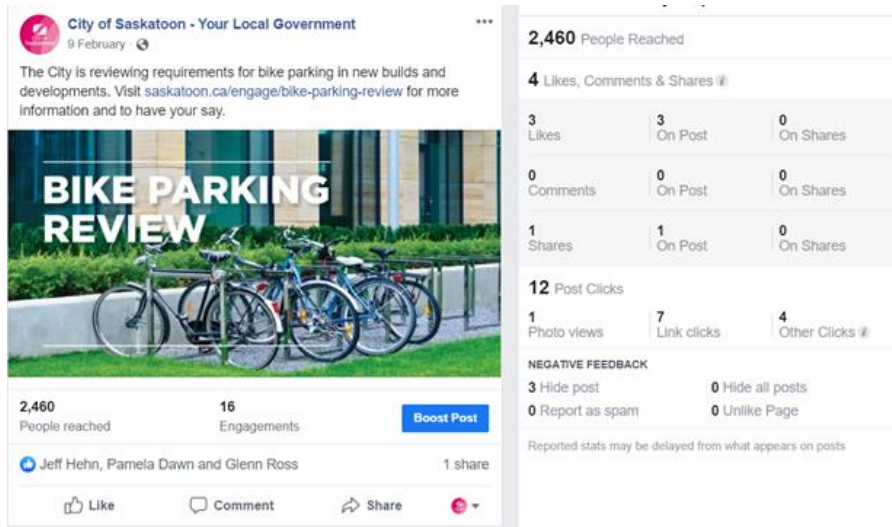 City of Saskatoon - Your Local Government
9 February
The City is reviewing requirements for bike parking in new builds and
developments. Visit saskatoon.ca/engage/bike-parking-review for more
information and to have your say.
BIKE PARKING
REVIEW
2,460
People reached
16
Engagements
Boost Post
Jeff Hehn, Pamela Dawn and Glenn Ross
1 share
Like
Comment
Share
2,460 People Reached
4 Likes, Comments & Shares
3
Likes
3
On Post
0
On Shares
0
Comments
0
On Post
0
On Shares
1
Shares
1
On Post
0
On Shares
12 Post Clicks
1
Photo views
7
Link clicks
4
Other Clicks
NEGATIVE FEEDBACK
3 Hide post
0 Hide all posts
0 Report as spam
0 Unlike Page
Reported stats may be delayed from what appears on posts